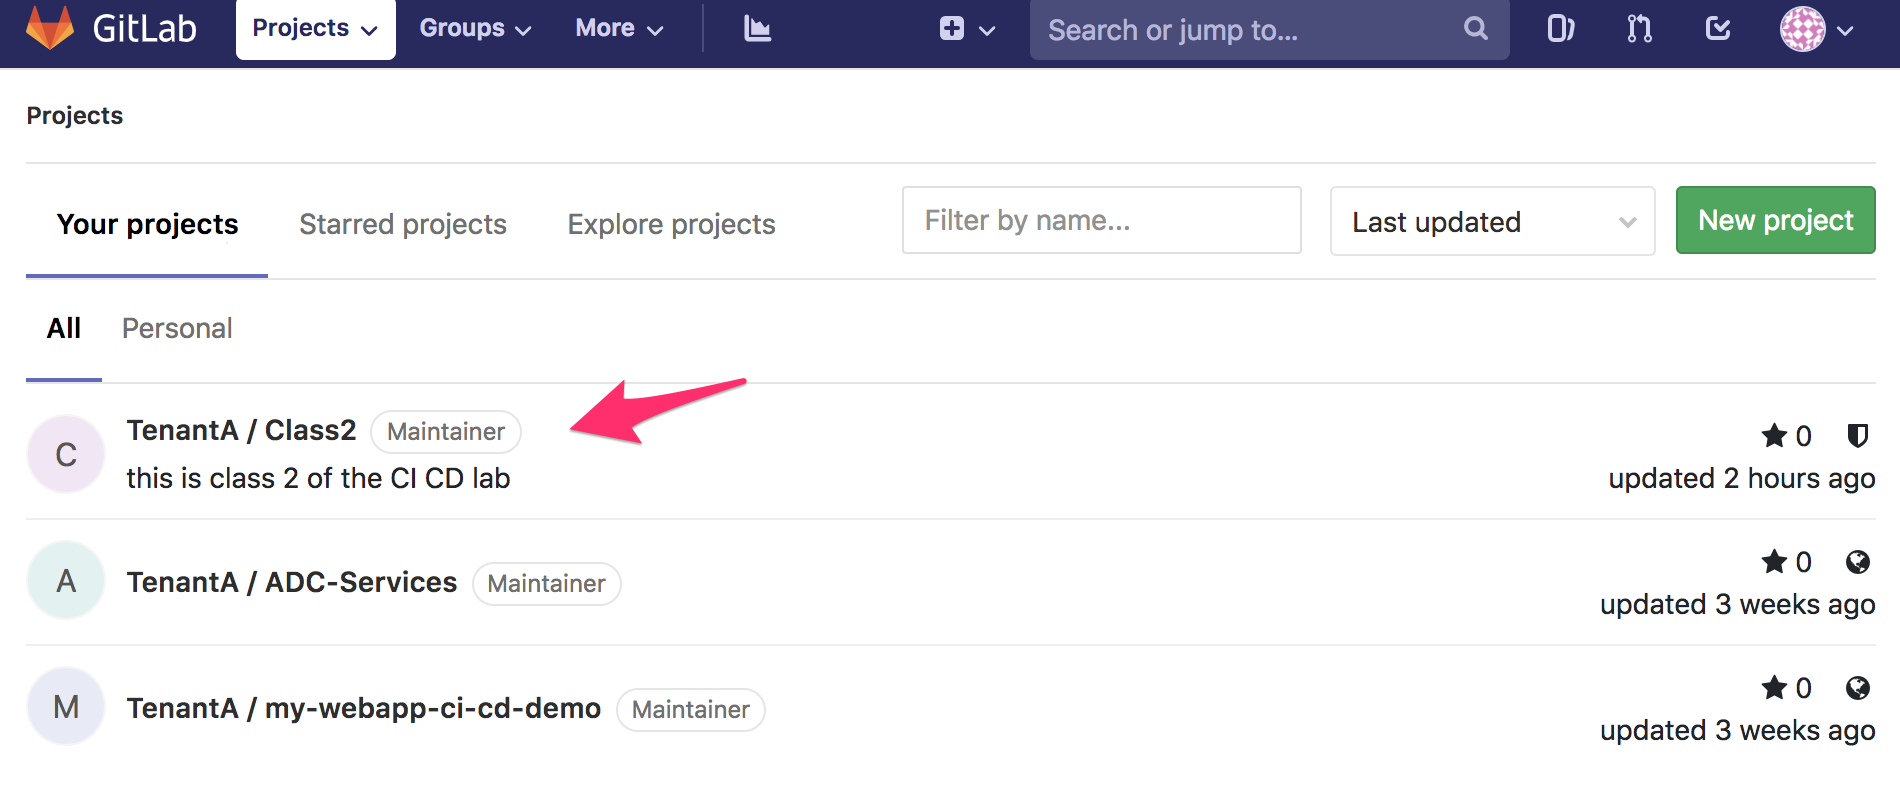 GitLab Projects Groups More Search or jump to...
Projects
Your projects Starred projects Explore projects Filter by name... Last updated New project
All Personal
C TenantA / Class2 Maintainer 0
this is class 2 of the CI CD lab updated 2 hours ago
A TenantA / ADC-Services Maintainer 0
updated 3 weeks ago
M TenantA / my-webapp-ci-cd-demo Maintainer 0
updated 3 weeks ago